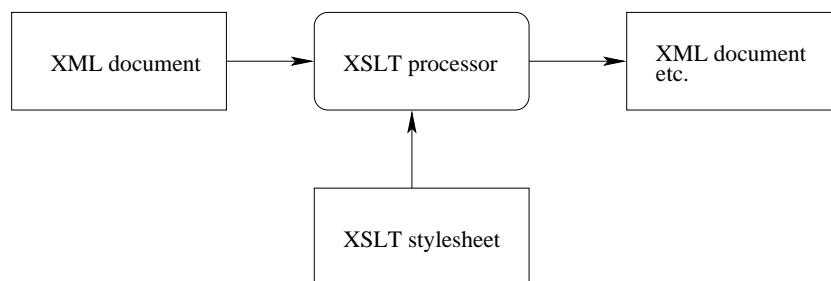 XML document
XSLT processor
XML document
etc.
XSLT stylesheet